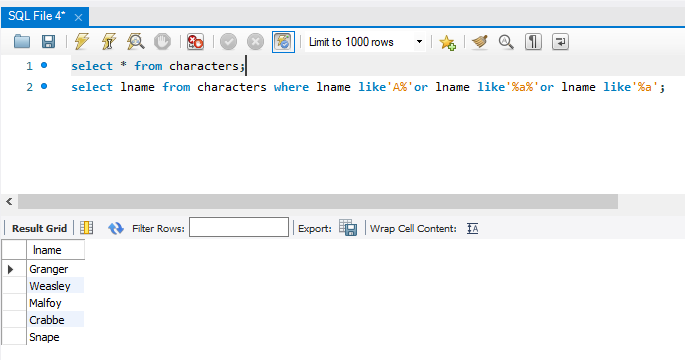 SQL File 4* ×
Limit to 1000 rows
1 select * from characters;
2 select lname from characters where lname like'A%'or lname like'%a%'or lname like'%a';
Result Grid Filter Rows: Export: Wrap Cell Content:
lname
Granger
Weasley
Malfoy
Crabbe
Snape